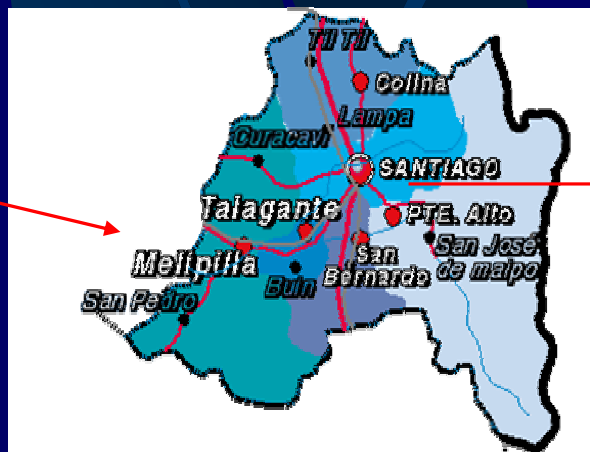 Til Til
Colina
Lampa
Curacaví
SANTIAGO
Talagante
PTE. Alto
San José
de maipo
San
Bernardo
Melipilla
Buin
San Pedro